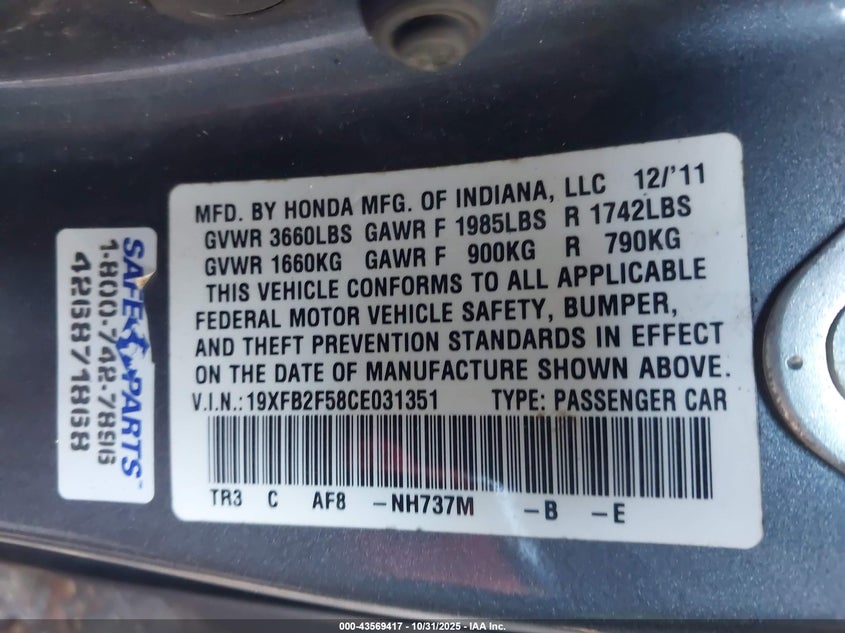 MFD. BY HONDA MFG. OF INDIANA, LLC 12/'11
GVWR 3660LBS GAWR F 1985LBS R 1742LBS
GVWR 1660KG GAWR F 900KG R 790KG
THIS VEHICLE CONFORMS TO ALL APPLICABLE
FEDERAL MOTOR VEHICLE SAFETY, BUMPER,
AND THEFT PREVENTION STANDARDS IN EFFECT
ON THE DATE OF MANUFACTURE SHOWN ABOVE.
V.I.N.: 19XFB2F58CE031351 TYPE: PASSENGER CAR
TR3 C AF8 -NH737M -B -E
SAFE PARTS
1-800-742-7896
426871868
000-43569417 - 10/31/2025 - IAA Inc.